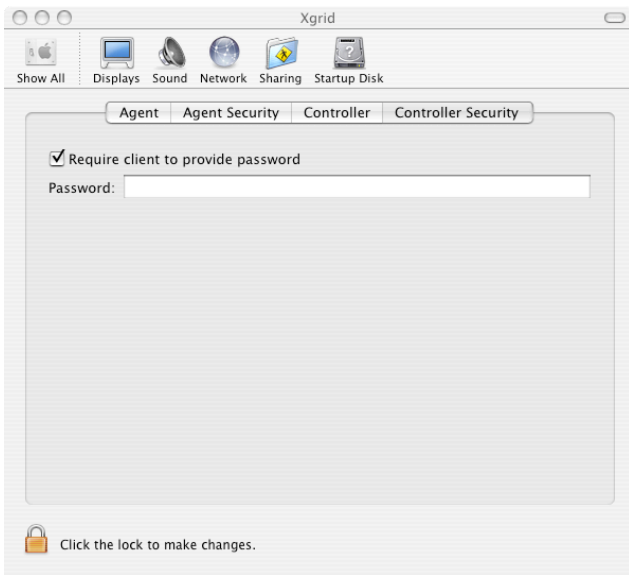 Xgrid
Show All Displays Sound Network Sharing Startup Disk
Agent Agent Security Controller Controller Security
Require client to provide password
Password:
Click the lock to make changes.